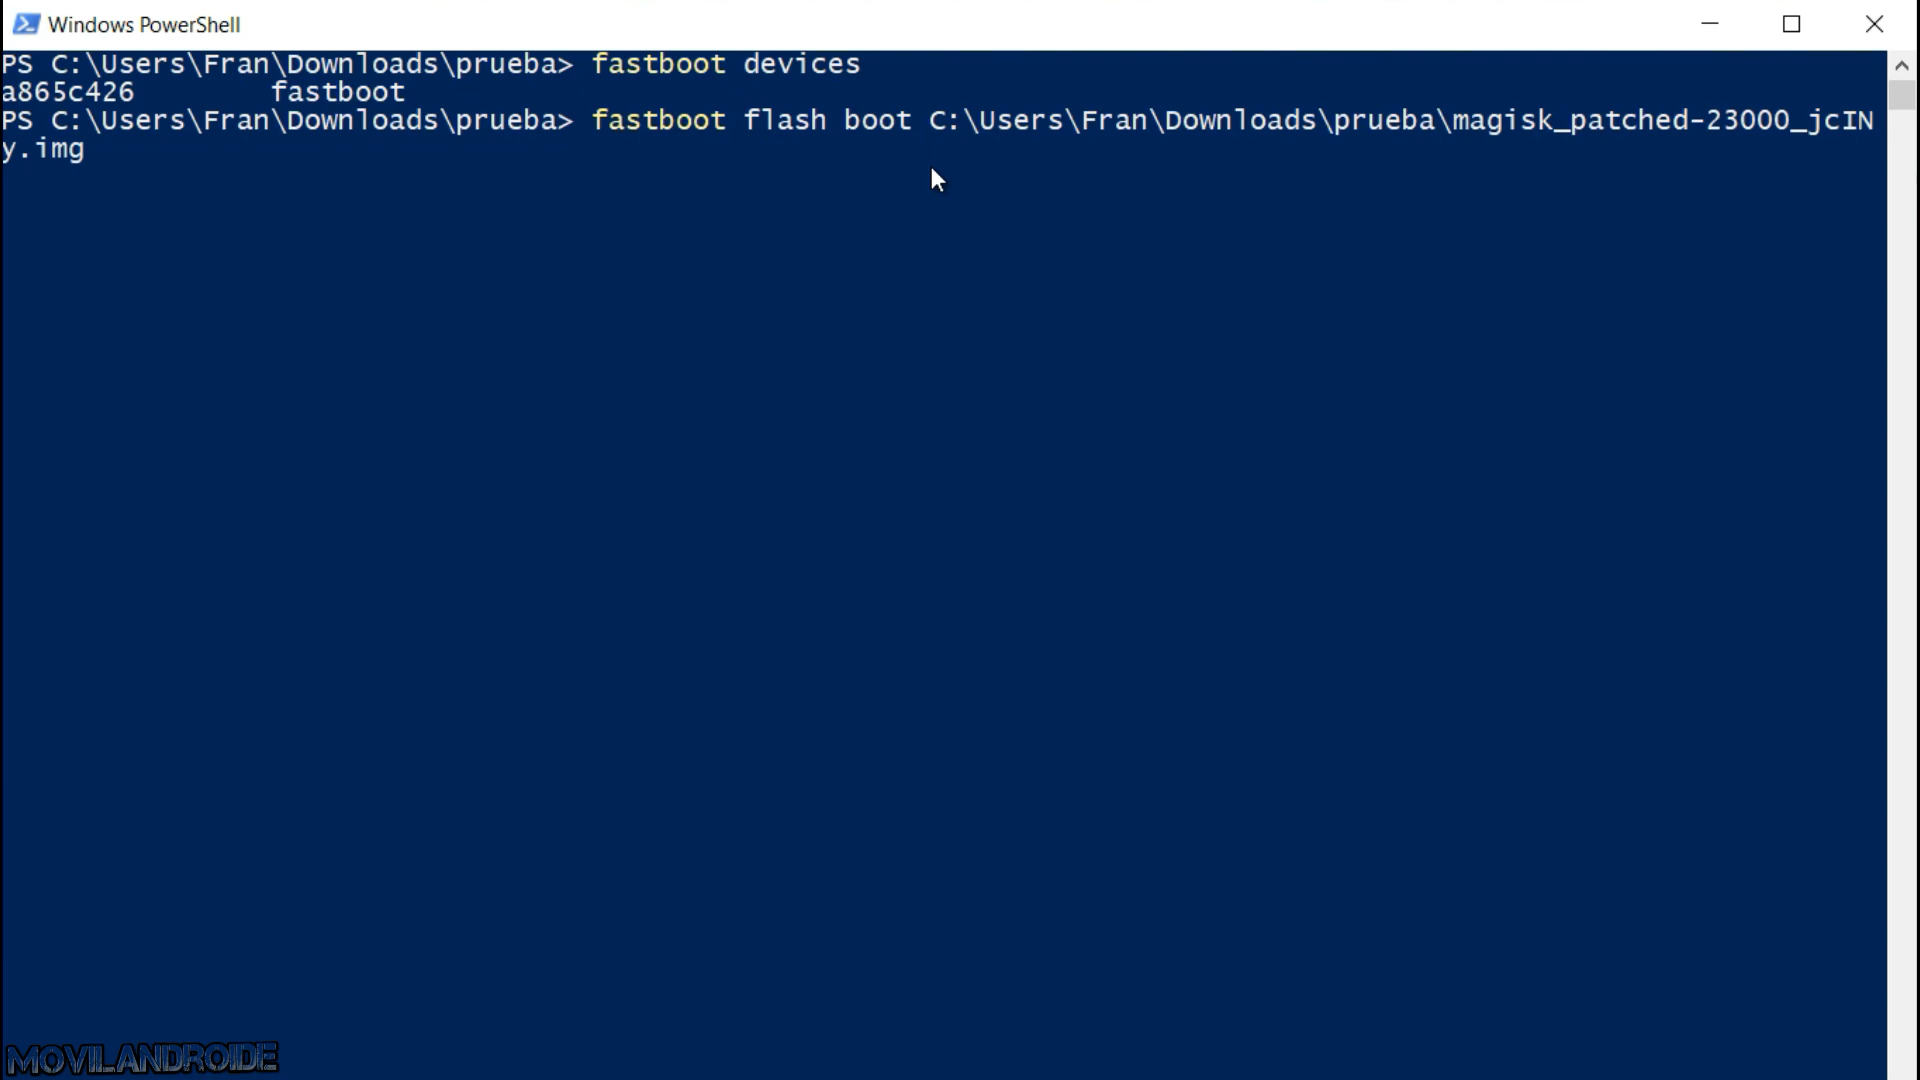 Windows PowerShell
PS C:\Users\Fran\Downloads\prueba> fastboot devices
a865c426        fastboot
PS C:\Users\Fran\Downloads\prueba> fastboot flash boot C:\Users\Fran\Downloads\prueba\magisk_patched-23000_jcIN
y.img
MOVILANDROIDE